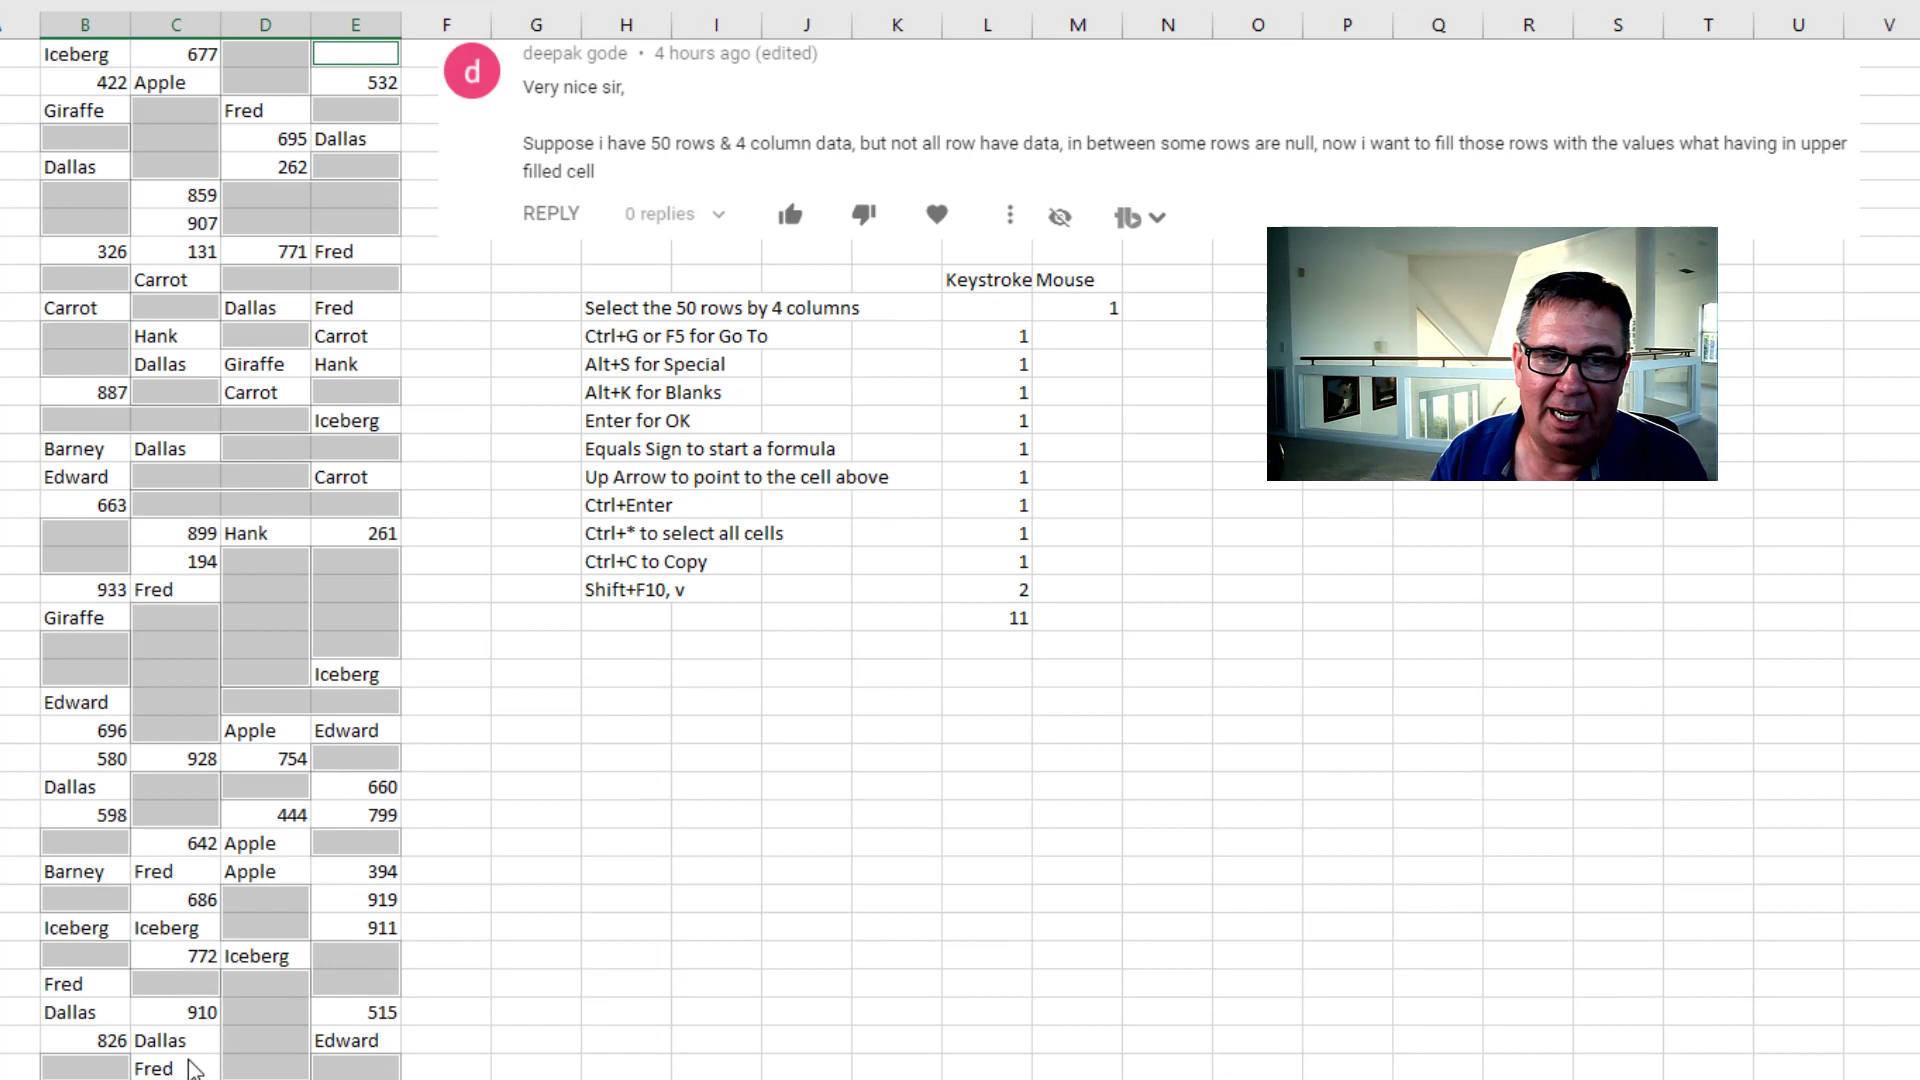 B C D E F G H I J K L M N O P Q R S T U V
Iceberg 677
422 Apple 532
Giraffe Fred
695 Dallas
Dallas 262
859
907
326 131 771 Fred
Carrot
Carrot Dallas Fred
Hank Carrot
Dallas Giraffe Hank
887 Carrot
Iceberg
Barney Dallas
Edward Carrot
663
899 Hank 261
194
933 Fred
Giraffe
Iceberg
Edward
696 Apple Edward
580 928 754
Dallas 660
598 444 799
642 Apple
Barney Fred Apple 394
686 919
Iceberg Iceberg 911
772 Iceberg
Fred
Dallas 910 515
826 Dallas Edward
Fred
d
deepak gode • 4 hours ago (edited)
Very nice sir,
Suppose i have 50 rows & 4 column data, but not all row have data, in between some rows are null, now i want to fill those rows with the values what having in upper
filled cell
REPLY 0 replies
Keystroke Mouse
Select the 50 rows by 4 columns 1
Ctrl+G or F5 for Go To 1
Alt+S for Special 1
Alt+K for Blanks 1
Enter for OK 1
Equals Sign to start a formula 1
Up Arrow to point to the cell above 1
Ctrl+Enter 1
Ctrl+* to select all cells 1
Ctrl+C to Copy 1
Shift+F10, v 2
11